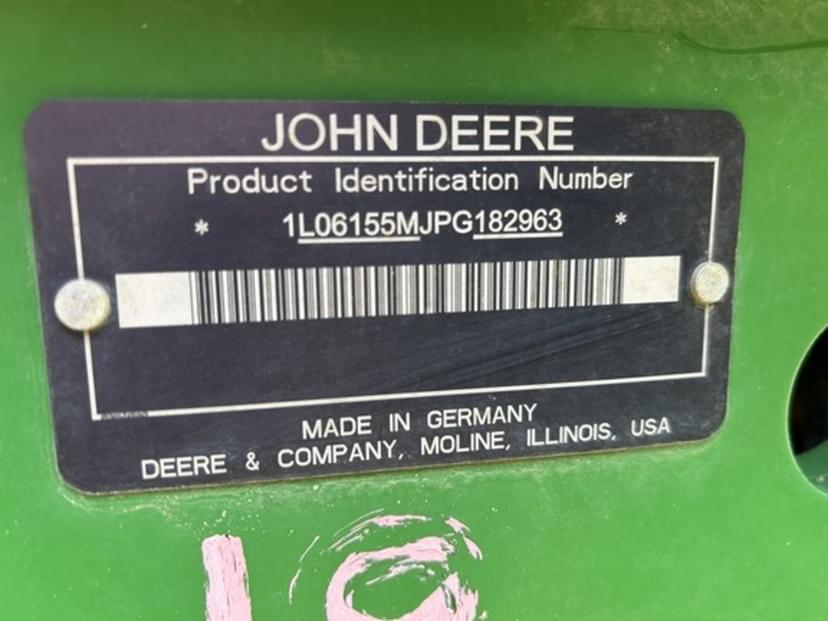 JOHN DEERE
Product Identification Number
* 1L06155MJPG182963 *
MADE IN GERMANY
DEERE & COMPANY, MOLINE, ILLINOIS, USA